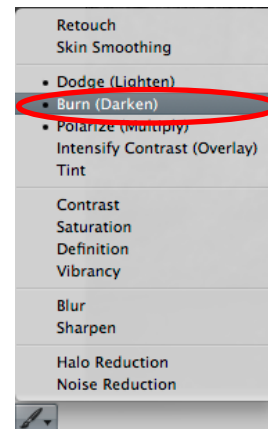 Retouch
Skin Smoothing
• Dodge (Lighten)
• Burn (Darken)
• Polarize (Multiply)
Intensify Contrast (Overlay)
Tint
Contrast
Saturation
Definition
Vibrancy
Blur
Sharpen
Halo Reduction
Noise Reduction